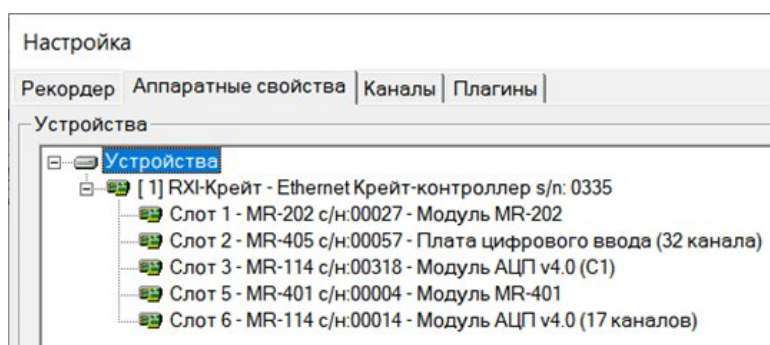 Настройка
Рекордер Аппаратные свойства Каналы Плагины
Устройства
Устройства
[ 1] RXI-Крейт - Ethernet Крейт-контроллер s/n: 0335
Слот 1 - MR-202 с/н:00027 - Модуль MR-202
Слот 2 - MR-405 с/н:00057 - Плата цифрового ввода (32 канала)
Слот 3 - MR-114 с/н:00318 - Модуль АЦП v4.0 (C1)
Слот 5 - MR-401 с/н:00004 - Модуль MR-401
Слот 6 - MR-114 с/н:00014 - Модуль АЦП v4.0 (17 каналов)